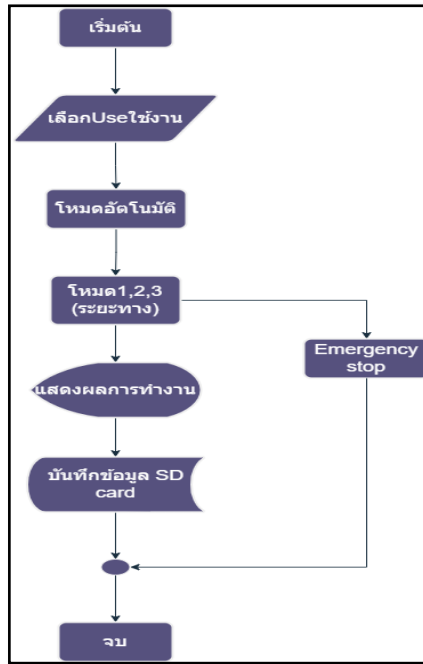 เริ่มต้น
เลือกUseใช้งาน
โหมดอัตโนมัติ
โหมด1,2,3
(ระยะทาง)
Emergency
stop
แสดงผลการทำงาน
บันทึกข้อมูล SD
card
จบ